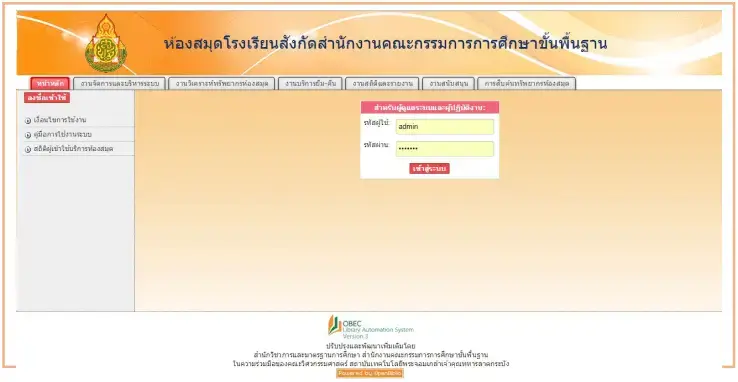 ห้องสมุดโรงเรียนสังกัดสำนักงานคณะกรรมการการศึกษาขั้นพื้นฐาน
หน้าหลัก งานจัดการและบริหารระบบ งานวิเคราะห์ทรัพยากรห้องสมุด งานบริการยืม-คืน งานสถิติและรายงาน งานสนับสนุน การสืบค้นทรัพยากรห้องสมุด
ลงชื่อเข้าใช้
เงื่อนไขการใช้งาน
คู่มือการใช้งานระบบ
สถิติผู้เข้าใช้บริการห้องสมุด
สำหรับผู้ดูแลระบบและผู้ปฏิบัติงาน:
รหัสผู้ใช้: admin
รหัสผ่าน: •••••••
เข้าสู่ระบบ
OBEC
Library Automation System
Version.2
ปรับปรุงและพัฒนาเพิ่มเติมโดย
สำนักวิชาการและมาตรฐานการศึกษา สำนักงานคณะกรรมการการศึกษาขั้นพื้นฐาน
ในความร่วมมือของคณะวิศวกรรมศาสตร์ สถาบันเทคโนโลยีพระจอมเกล้าเจ้าคุณทหารลาดกระบัง
Powered by OpenBiblio